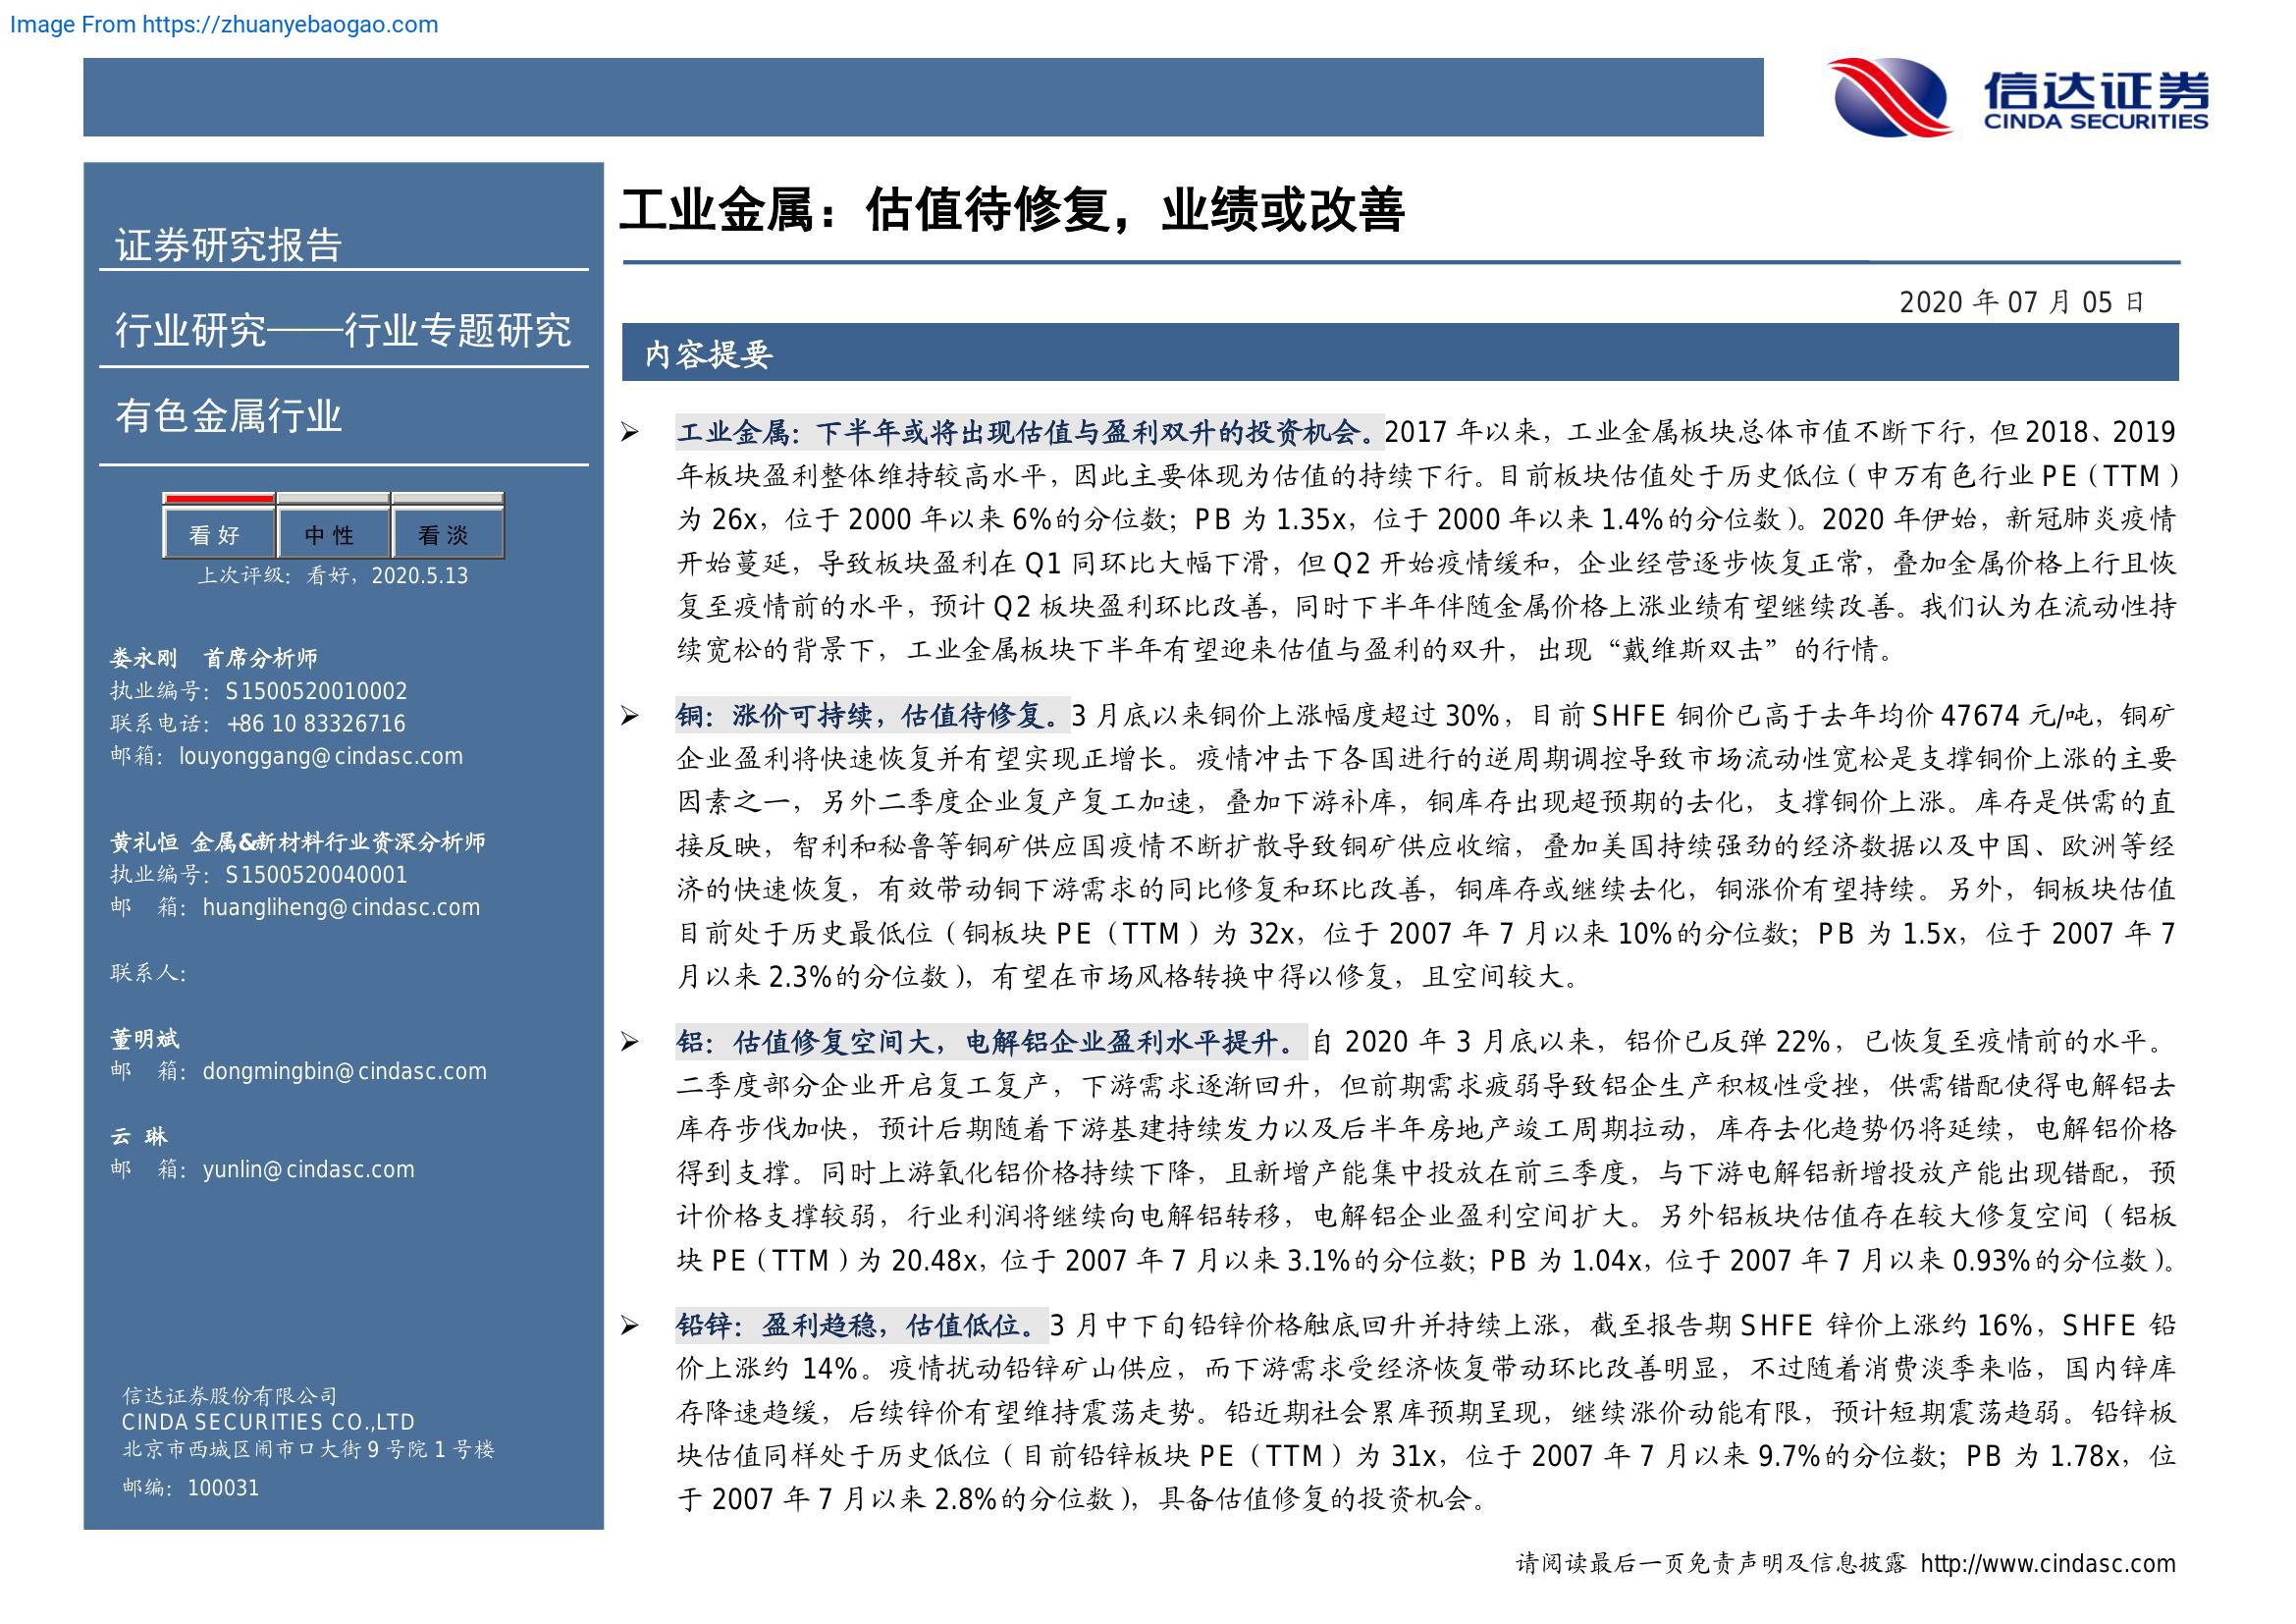 Image From https://zhuanyebaogao.com
信达证券
CINDA SECURITIES
证券研究报告
行业研究——行业专题研究
有色金属行业
看好 中性 看淡
上次评级：看好，2020.5.13
娄永刚 首席分析师
执业编号：S1500520010002
联系电话：+86 10 83326716
邮箱：louyonggang@cindasc.com
黄礼恒 金属&新材料行业资深分析师
执业编号：S1500520040001
邮 箱：huangliheng@cindasc.com
联系人：
董明斌
邮 箱：dongmingbin@cindasc.com
云 琳
邮 箱：yunlin@cindasc.com
信达证券股份有限公司
CINDA SECURITIES CO.,LTD
北京市西城区闹市口大街9号院1号楼
邮编：100031
工业金属：估值待修复，业绩或改善
2020 年 07 月 05 日
内容提要
➢ 工业金属：下半年或将出现估值与盈利双升的投资机会。2017 年以来，工业金属板块总体市值不断下行，但 2018、2019
年板块盈利整体维持较高水平，因此主要体现为估值的持续下行。目前板块估值处于历史低位（申万有色行业 PE（TTM）
为 26x，位于 2000 年以来 6%的分位数；PB 为 1.35x，位于 2000 年以来 1.4%的分位数）。2020 年伊始，新冠肺炎疫情
开始蔓延，导致板块盈利在 Q1 同环比大幅下滑，但 Q2 开始疫情缓和，企业经营逐步恢复正常，叠加金属价格上行且恢
复至疫情前的水平，预计 Q2 板块盈利环比改善，同时下半年伴随金属价格上涨业绩有望继续改善。我们认为在流动性持
续宽松的背景下，工业金属板块下半年有望迎来估值与盈利的双升，出现“戴维斯双击”的行情。
➢ 铜：涨价可持续，估值待修复。3 月底以来铜价上涨幅度超过 30%，目前 SHFE 铜价已高于去年均价 47674 元/吨，铜矿
企业盈利将快速恢复并有望实现正增长。疫情冲击下各国进行的逆周期调控导致市场流动性宽松是支撑铜价上涨的主要
因素之一，另外二季度企业复产复工加速，叠加下游补库，铜库存出现超预期的去化，支撑铜价上涨。库存是供需的直
接反映，智利和秘鲁等铜矿供应国疫情不断扩散导致铜矿供应收缩，叠加美国持续强劲的经济数据以及中国、欧洲等经
济的快速恢复，有效带动铜下游需求的同比修复和环比改善，铜库存或继续去化，铜涨价有望持续。另外，铜板块估值
目前处于历史最低位（铜板块 PE（TTM）为 32x，位于 2007 年 7 月以来 10%的分位数；PB 为 1.5x，位于 2007 年 7
月以来 2.3%的分位数），有望在市场风格转换中得以修复，且空间较大。
➢ 铝：估值修复空间大，电解铝企业盈利水平提升。自 2020 年 3 月底以来，铝价已反弹 22%，已恢复至疫情前的水平。
二季度部分企业开启复工复产，下游需求逐渐回升，但前期需求疲弱导致铝企生产积极性受挫，供需错配使得电解铝去
库存步伐加快，预计后期随着下游基建持续发力以及后半年房地产竣工周期拉动，库存去化趋势仍将延续，电解铝价格
得到支撑。同时上游氧化铝价格持续下降，且新增产能集中投放在前三季度，与下游电解铝新增投放产能出现错配，预
计价格支撑较弱，行业利润将继续向电解铝转移，电解铝企业盈利空间扩大。另外铝板块估值存在较大修复空间（铝板
块 PE（TTM）为 20.48x，位于 2007 年 7 月以来 3.1%的分位数；PB 为 1.04x，位于 2007 年 7 月以来 0.93%的分位数）。
➢ 铅锌：盈利趋稳，估值低位。3 月中下旬铅锌价格触底回升并持续上涨，截至报告期 SHFE 锌价上涨约 16%，SHFE 铅
价上涨约 14%。疫情扰动铅锌矿山供应，而下游需求受经济恢复带动环比改善明显，不过随着消费淡季来临，国内锌库
存降速趋缓，后续锌价有望维持震荡走势。铅近期社会累库预期呈现，继续涨价动能有限，预计短期震荡趋弱。铅锌板
块估值同样处于历史低位（目前铅锌板块 PE（TTM）为 31x，位于 2007 年 7 月以来 9.7%的分位数；PB 为 1.78x，位
于 2007 年 7 月以来 2.8%的分位数），具备估值修复的投资机会。
请阅读最后一页免责声明及信息披露 http://www.cindasc.com